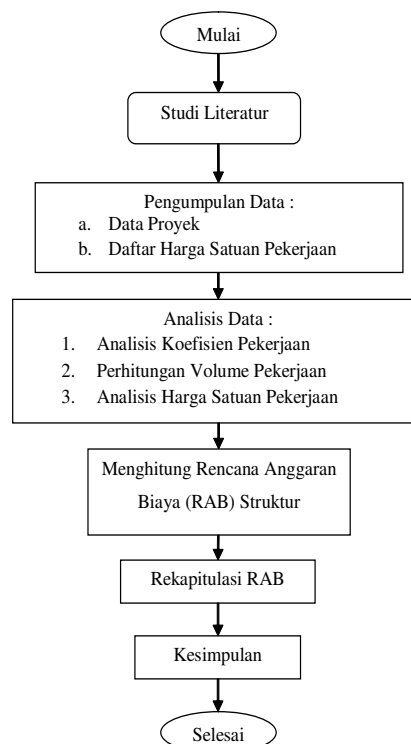 Mulai
Studi Literatur
Pengumpulan Data :
a. Data Proyek
b. Daftar Harga Satuan Pekerjaan
Analisis Data :
1. Analisis Koefisien Pekerjaan
2. Perhitungan Volume Pekerjaan
3. Analisis Harga Satuan Pekerjaan
Menghitung Rencana Anggaran
Biaya (RAB) Struktur
Rekapitulasi RAB
Kesimpulan
Selesai